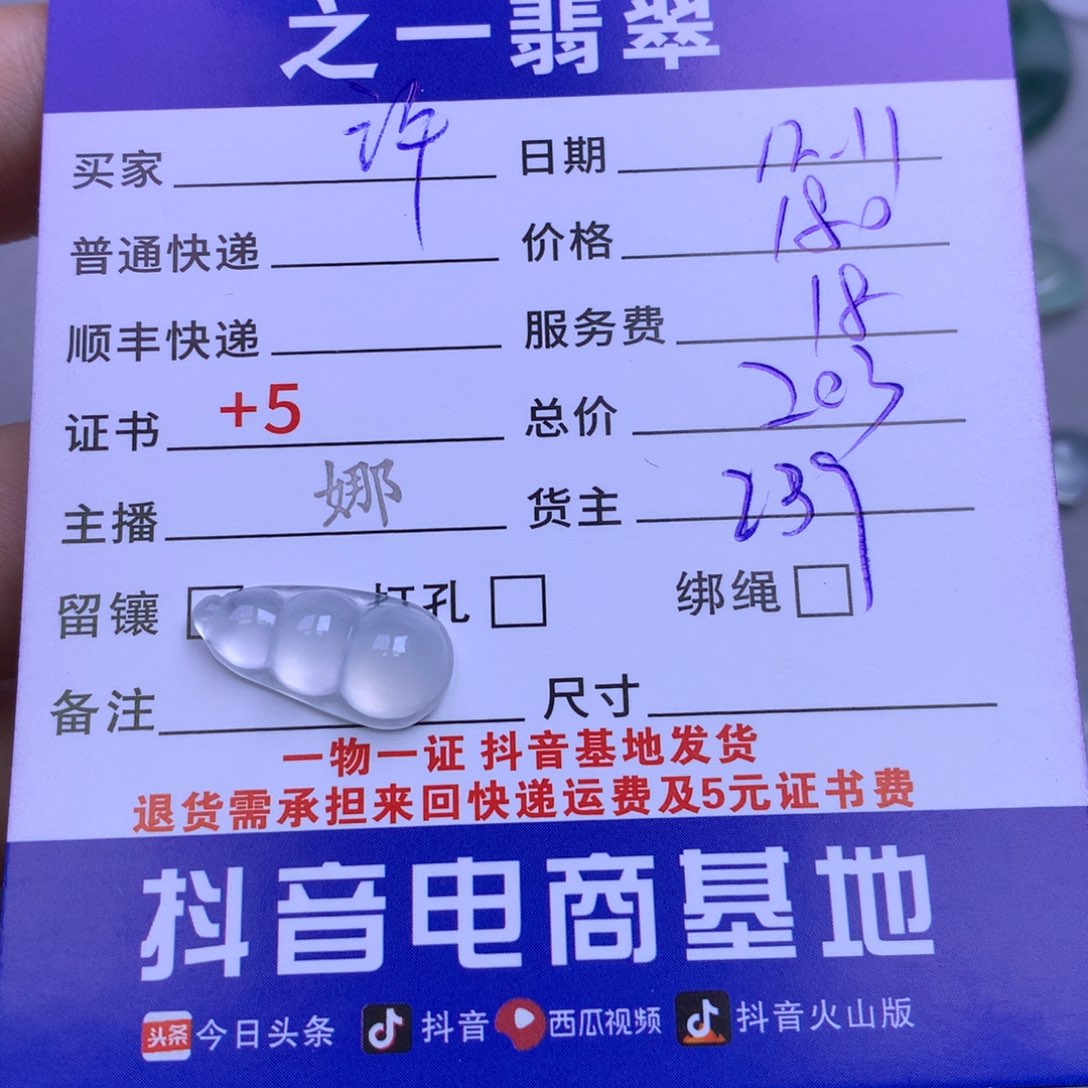 之一翡翠
买家 许 日期 12.11
普通快递 价格 180
顺丰快递 服务费 18
证书 +5 总价 203
主播 娜 货主 239
留镶 打孔 绑绳
备注 尺寸
一物一证 抖音基地发货
退货需承担来回快递运费及5元证书费
抖音电商基地
头条 今日头条 抖音 西瓜视频 抖音火山版